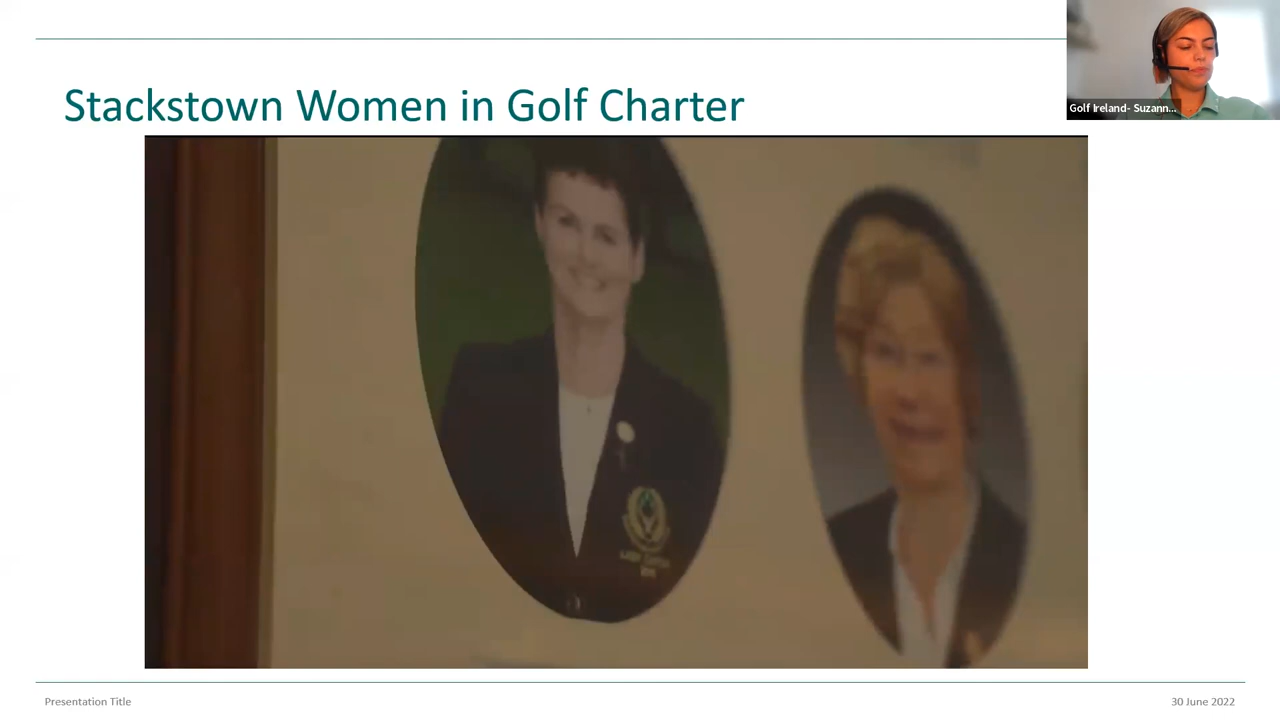 Stackstown Women in Golf Charter
Golf Ireland- Suzann...
Presentation Title
30 June 2022